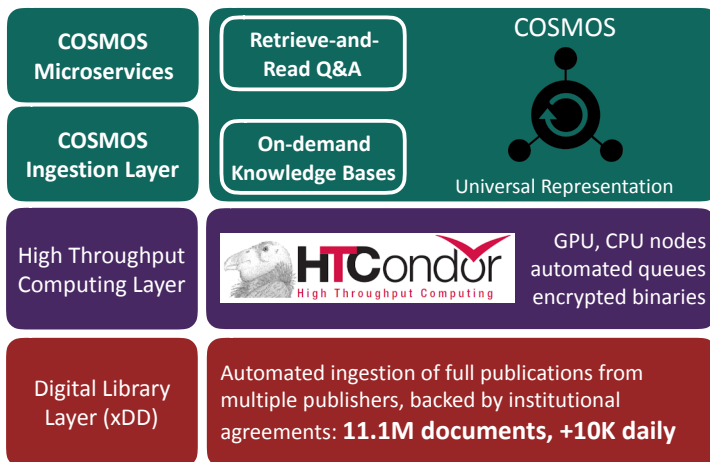 COSMOS
Microservices
Retrieve-and-
Read Q&A
COSMOS
COSMOS
Ingestion Layer
On-demand
Knowledge Bases
Universal Representation
High Throughput
Computing Layer
HTCondor
High Throughput Computing
GPU, CPU nodes
automated queues
encrypted binaries
Digital Library
Layer (xDD)
Automated ingestion of full publications from
multiple publishers, backed by institutional
agreements: 11.1M documents, +10K daily